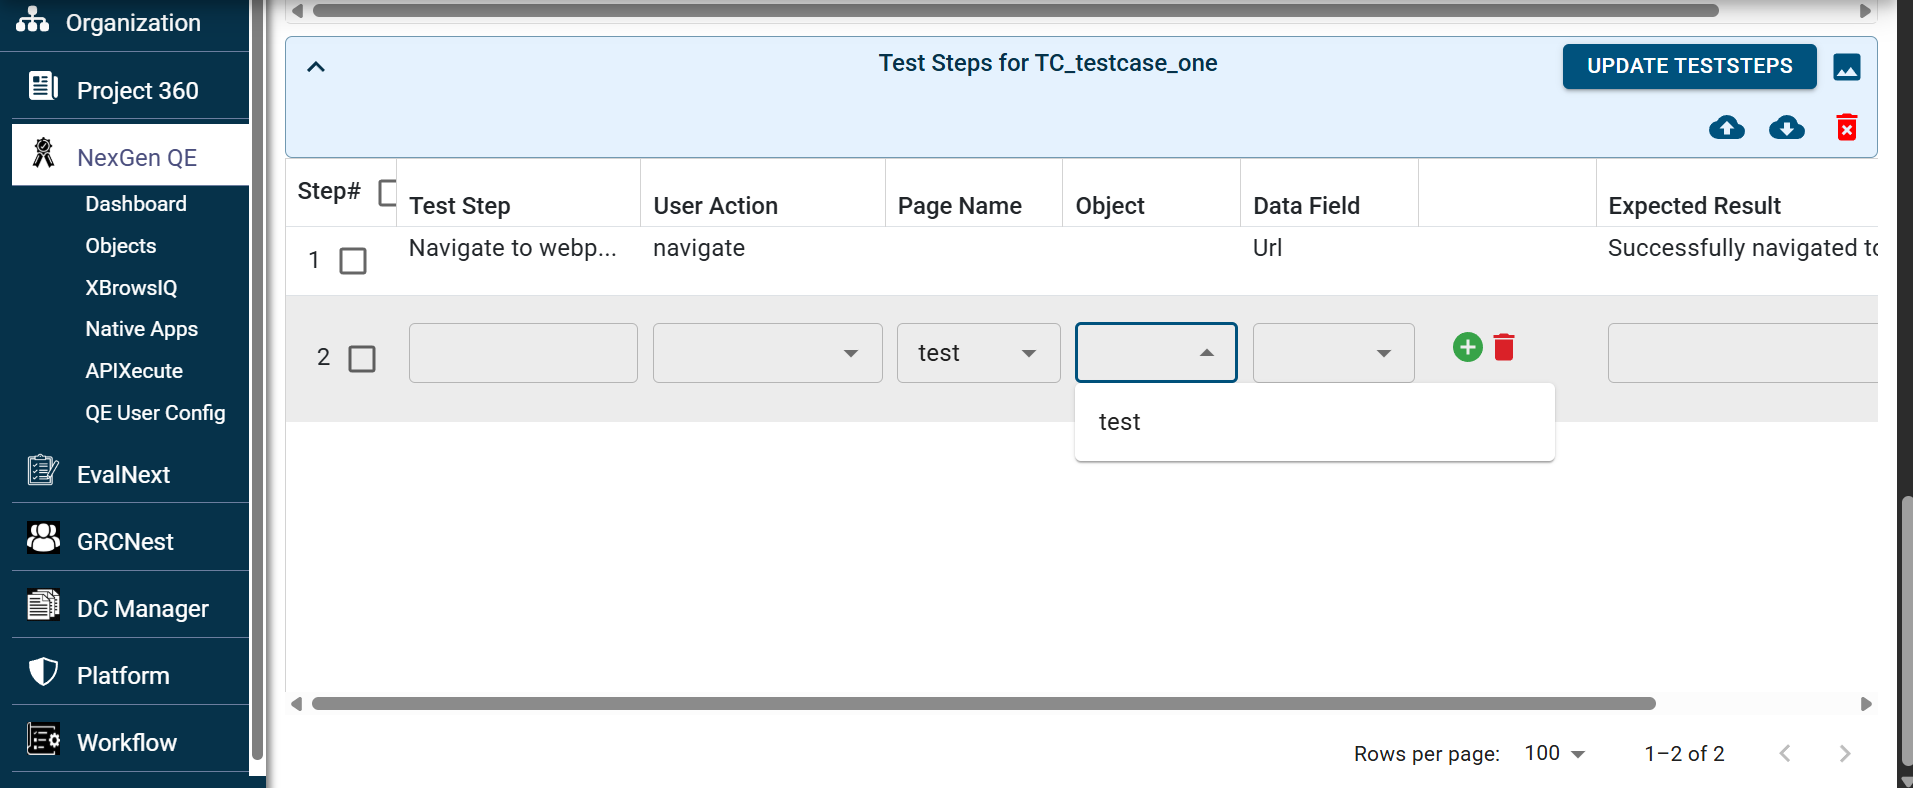 Organization
Project 360
NexGen QE
Dashboard
Objects
XBrowsIQ
Native Apps
APIXecute
QE User Config
EvalNext
GRCNest
DC Manager
Platform
Workflow
Test Steps for TC_testcase_one
UPDATE TESTSTEPS
Step# Test Step User Action Page Name Object Data Field Expected Result
1 Navigate to webp... navigate Url Successfully navigated to
2 test
test
Rows per page: 100 1–2 of 2